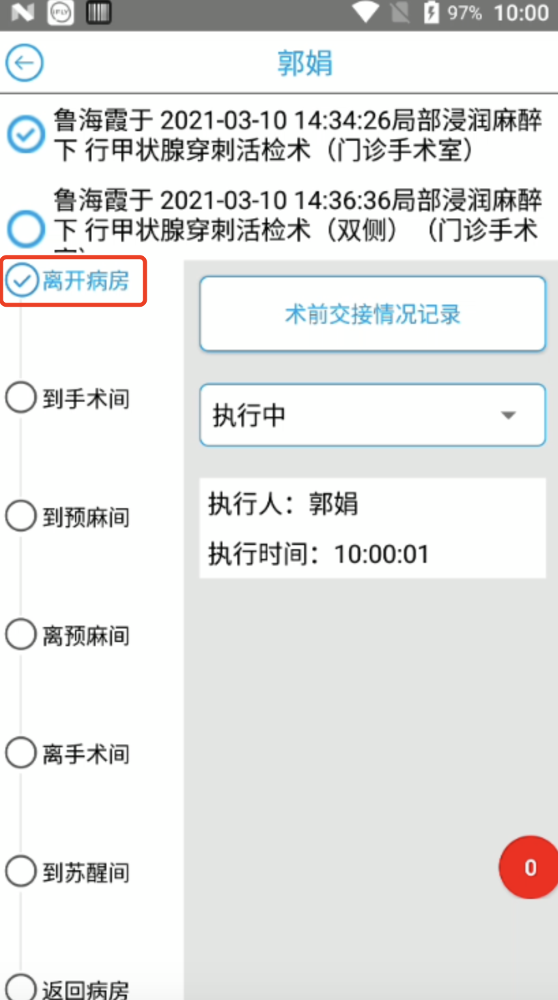 iFLY
97% 10:00
郭娟
鲁海霞于 2021-03-10 14:34:26局部浸润麻醉
下 行甲状腺穿刺活检术（门诊手术室）
鲁海霞于 2021-03-10 14:36:36局部浸润麻醉
下 行甲状腺穿刺活检术（双侧）（门诊手术
离开病房
术前交接情况记录
到手术间
执行中
到预麻间
执行人：郭娟
执行时间：10:00:01
离预麻间
离手术间
到苏醒间
0
返回病房